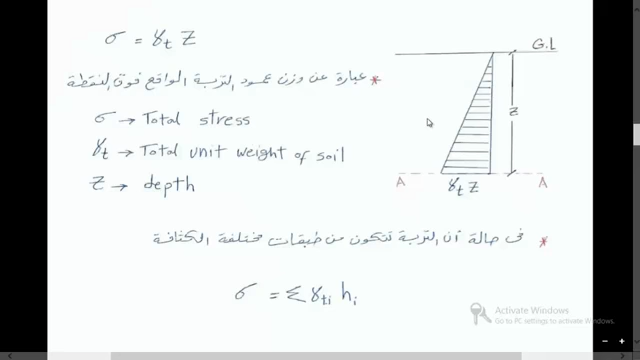 σ = γt Z
G.L
* عبارة عن وزن عمود التربة الواقع فوق النقطة
σ → Total stress
Z
γt → Total unit weight of soil
Z → depth
A A
γt Z
* فى حالة أن التربة تتكون من طبقات مختلفة الكثافة
σ = Σ γti hi
Activate Windows
Go to PC settings to activate Windows.